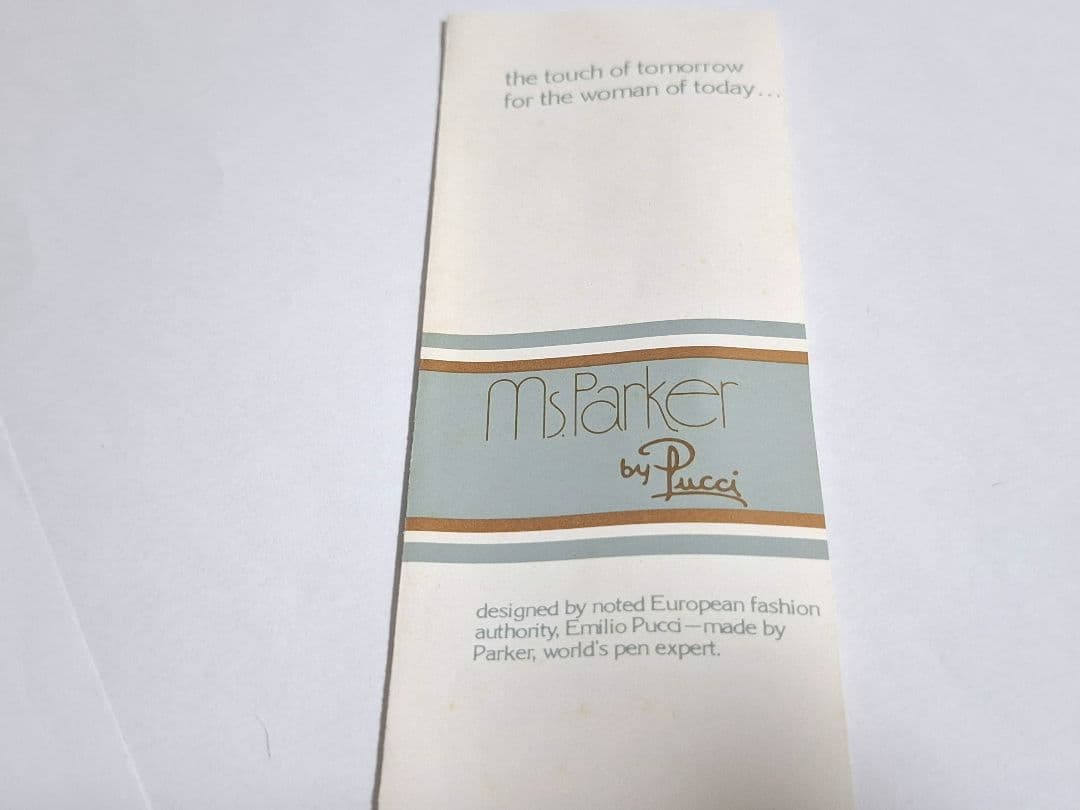 the touch of tomorrow
for the woman of today...
Ms. Parker
by Pucci
designed by noted European fashion
authority, Emilio Pucci—made by
Parker, world's pen expert.